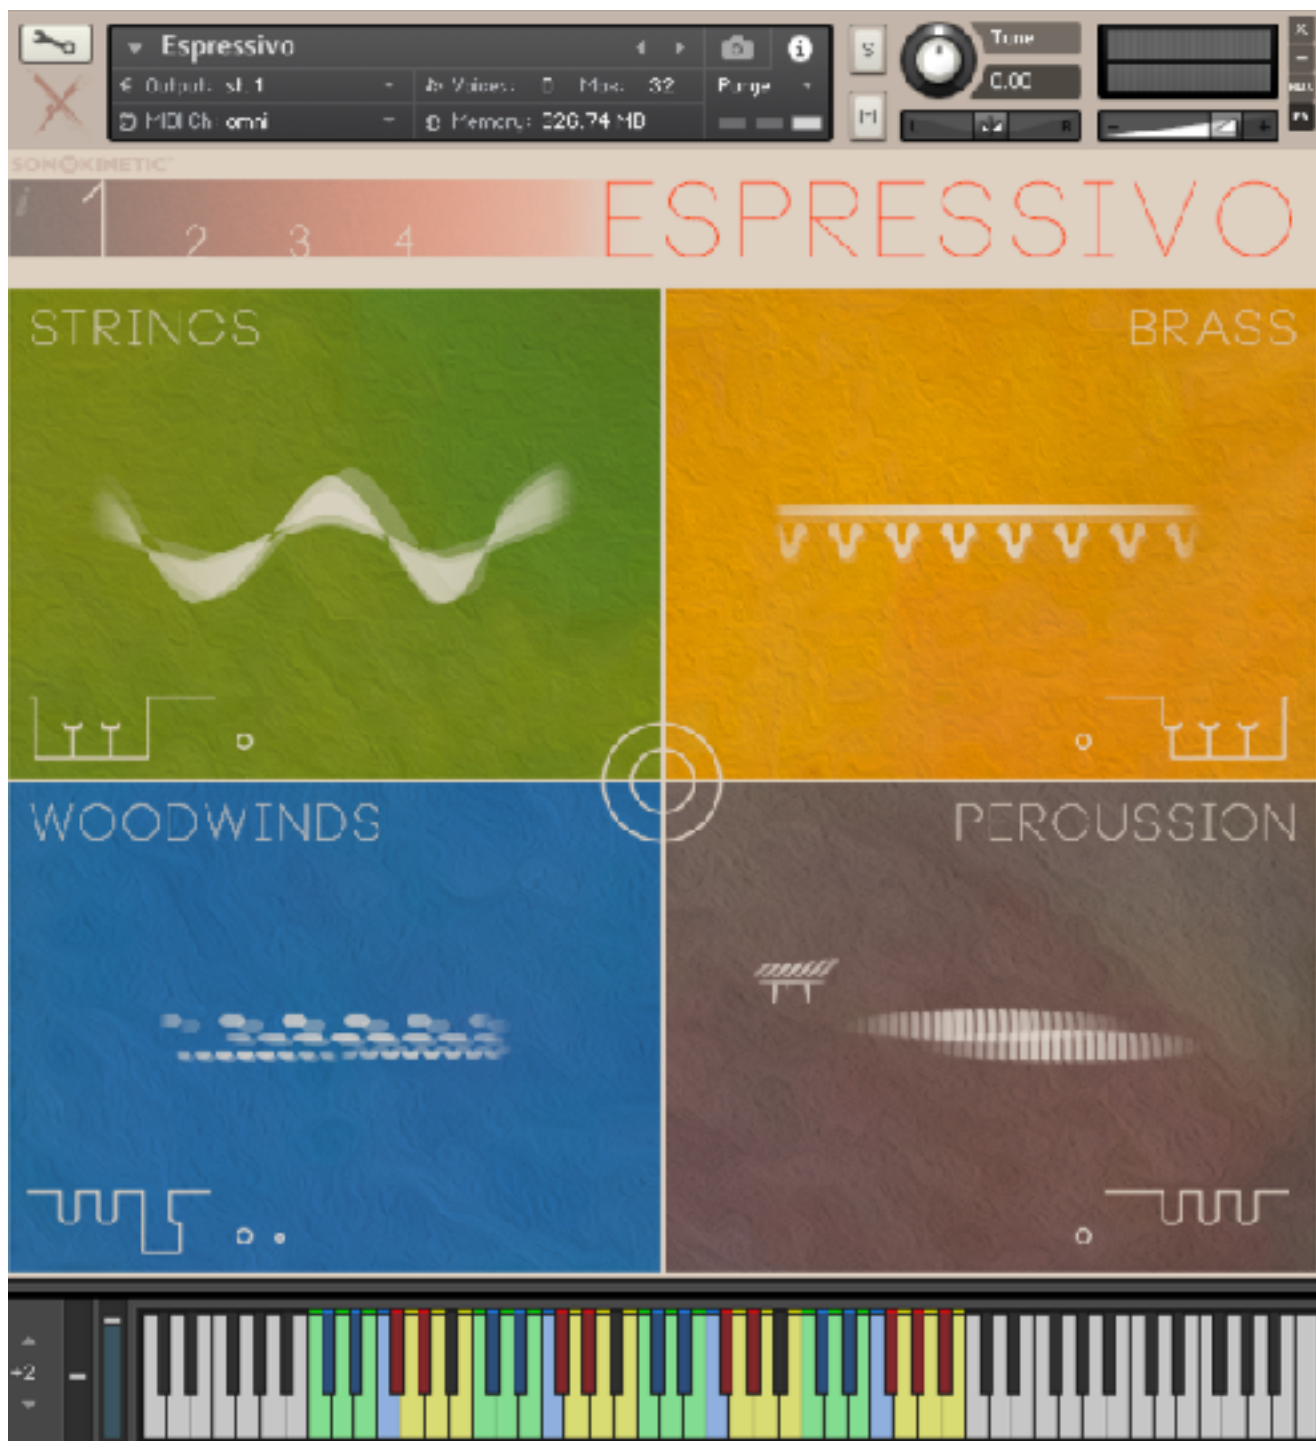 Espressivo
S
Tune
Output: st. 1
Voices: 0 Max: 32
Purge
0.00
MIDI Ch: omni
Memory: 326.74 MB
M
L
R
SONOKINETIC
i
1 2 3 4
ESPRESSIVO
STRINGS
BRASS
WOODWINDS
PERCUSSION
+2